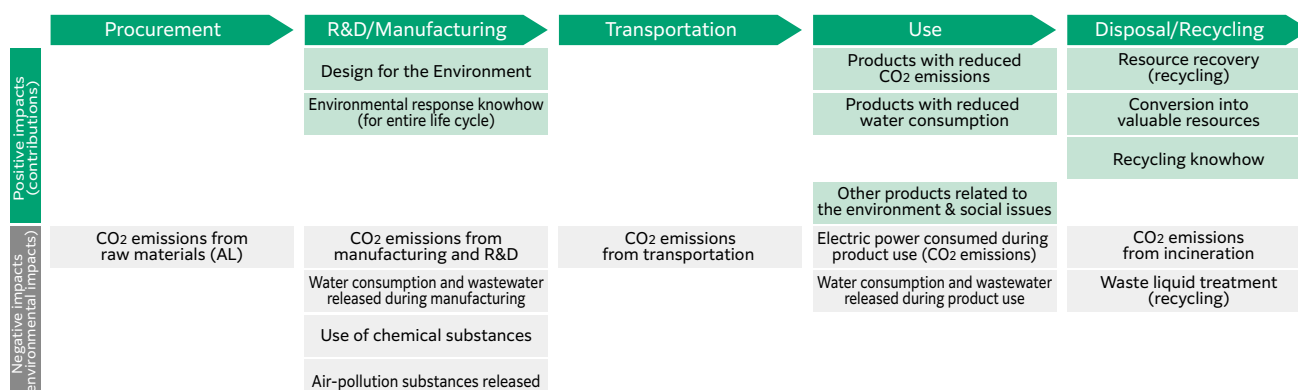 Procurement
R&D/Manufacturing
Transportation
Use
Disposal/Recycling
Positive impacts
(contributions)
Design for the Environment
Environmental response knowhow
(for entire life cycle)
Products with reduced
CO2 emissions
Products with reduced
water consumption
Other products related to
the environment & social issues
Resource recovery
(recycling)
Conversion into
valuable resources
Recycling knowhow
Negative impacts
(environmental impacts)
CO2 emissions from
raw materials (AL)
CO2 emissions from
manufacturing and R&D
Water consumption and wastewater
released during manufacturing
Use of chemical substances
Air-pollution substances released
CO2 emissions
from transportation
Electric power consumed during
product use (CO2 emissions)
Water consumption and wastewater
released during product use
CO2 emissions
from incineration
Waste liquid treatment
(recycling)